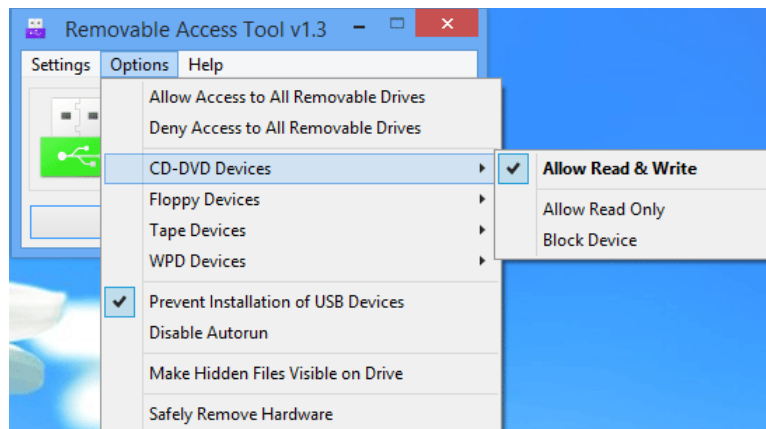 Removable Access Tool v1.3
Settings Options Help
Allow Access to All Removable Drives
Deny Access to All Removable Drives
CD-DVD Devices
Allow Read & Write
Floppy Devices
Allow Read Only
Tape Devices
Block Device
WPD Devices
Prevent Installation of USB Devices
Disable Autorun
Make Hidden Files Visible on Drive
Safely Remove Hardware